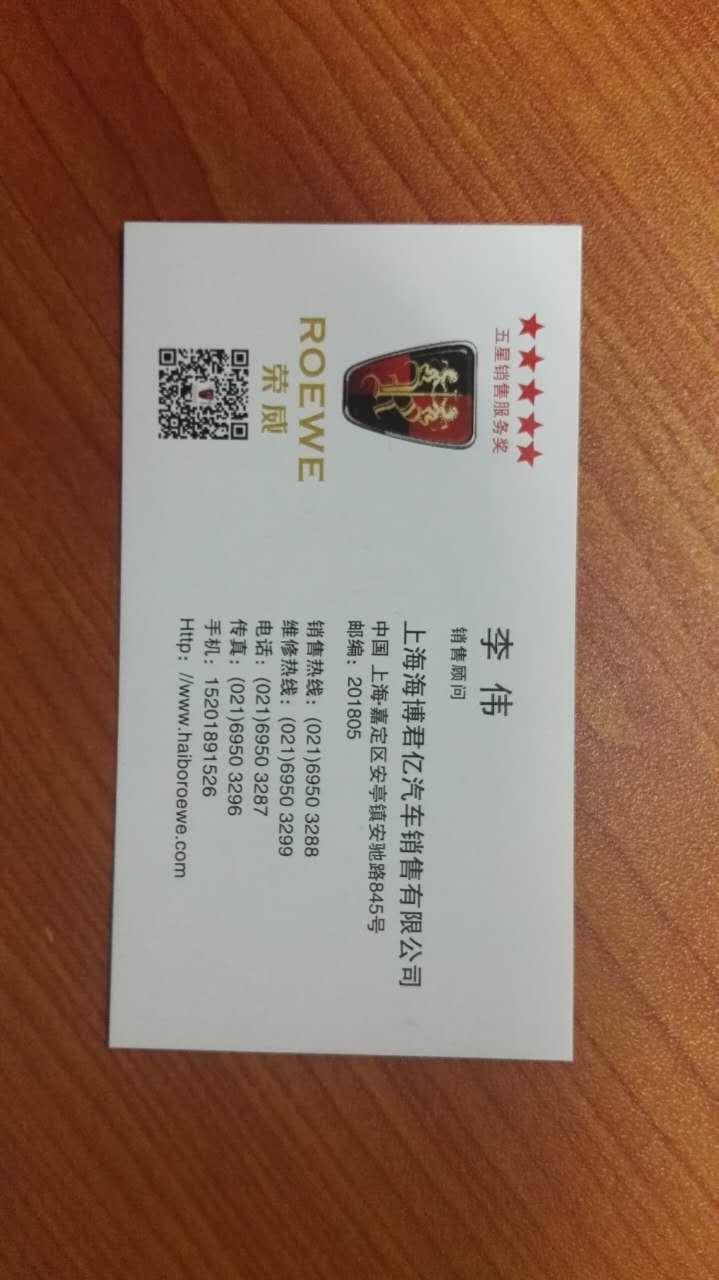 五星销售服务奖
ROEWE
荣威
李伟
销售顾问
上海海博君亿汽车销售有限公司
中国 上海·嘉定区安亭镇安驰路845号
邮编：201805
销售热线：(021)6950 3288
维修热线：(021)6950 3299
电话：(021)6950 3287
传真：(021)6950 3296
手机：15201891526
Http：//www.haiboroewe.com